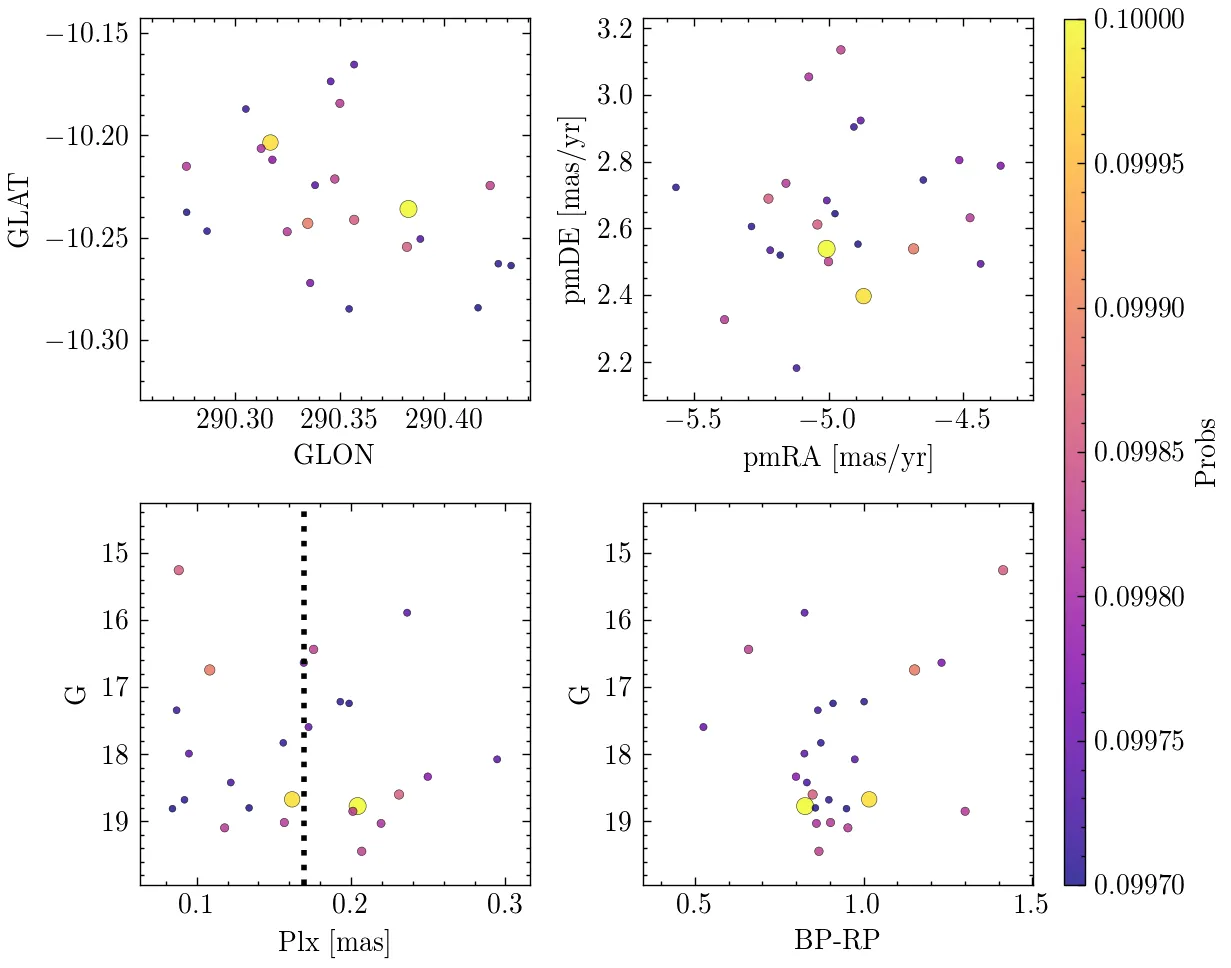 −10.15
−10.20
−10.25
−10.30
GLAT
290.30 290.35 290.40
GLON
3.2
3.0
2.8
2.6
2.4
2.2
pmDE [mas/yr]
−5.5 −5.0 −4.5
pmRA [mas/yr]
15
16
17
18
19
G
0.1 0.2 0.3
Plx [mas]
15
16
17
18
19
G
0.5 1.0 1.5
BP-RP
0.10000
0.09995
0.09990
0.09985
0.09980
0.09975
0.09970
Probs